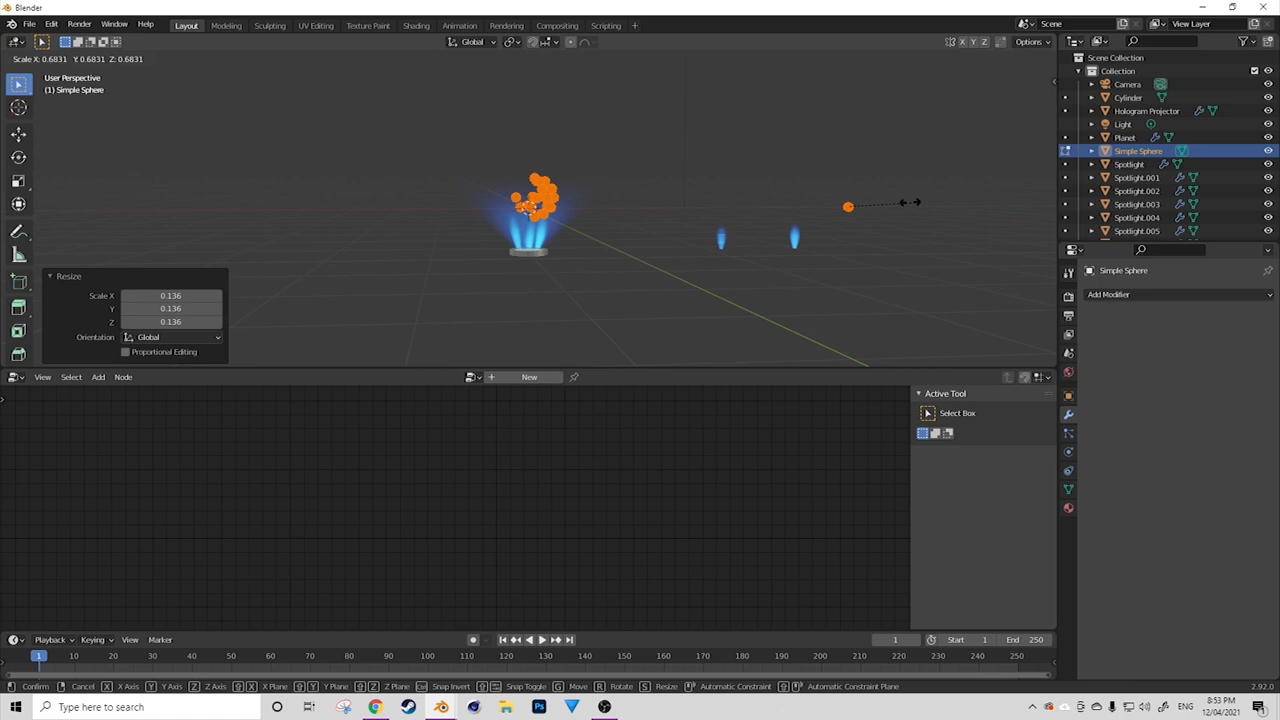 Blender
File Edit Render Window Help Layout Modeling Sculpting UV Editing Texture Paint Shading Animation Rendering Compositing Scripting + Scene View Layer
Global X Y Z Options
Scale X: 0.6831 Y: 0.6831 Z: 0.6831
User Perspective
(1) Simple Sphere
Scene Collection
Collection
Camera
Cylinder
Hologram Projector
Light
Planet
Simple Sphere
Spotlight
Spotlight.001
Spotlight.002
Spotlight.003
Spotlight.004
Spotlight.005
Simple Sphere
Add Modifier
Resize
Scale X 0.136
Y 0.136
Z 0.136
Orientation Global
Proportional Editing
View Select Add Node + New
Active Tool
Select Box
Playback Keying View Marker 1 Start 1 End 250
1 10 20 30 40 50 60 70 80 90 100 110 120 130 140 150 160 170 180 190 200 210 220 230 240 250
Confirm Cancel X X Axis Y Y Axis Z Z Axis X X Plane Y Y Plane Z Z Plane Snap Invert Snap Toggle G Move R Rotate S Resize Automatic Constraint Automatic Constraint Plane 2.92.0
Type here to search ENG 8:53 PM
12/04/2021